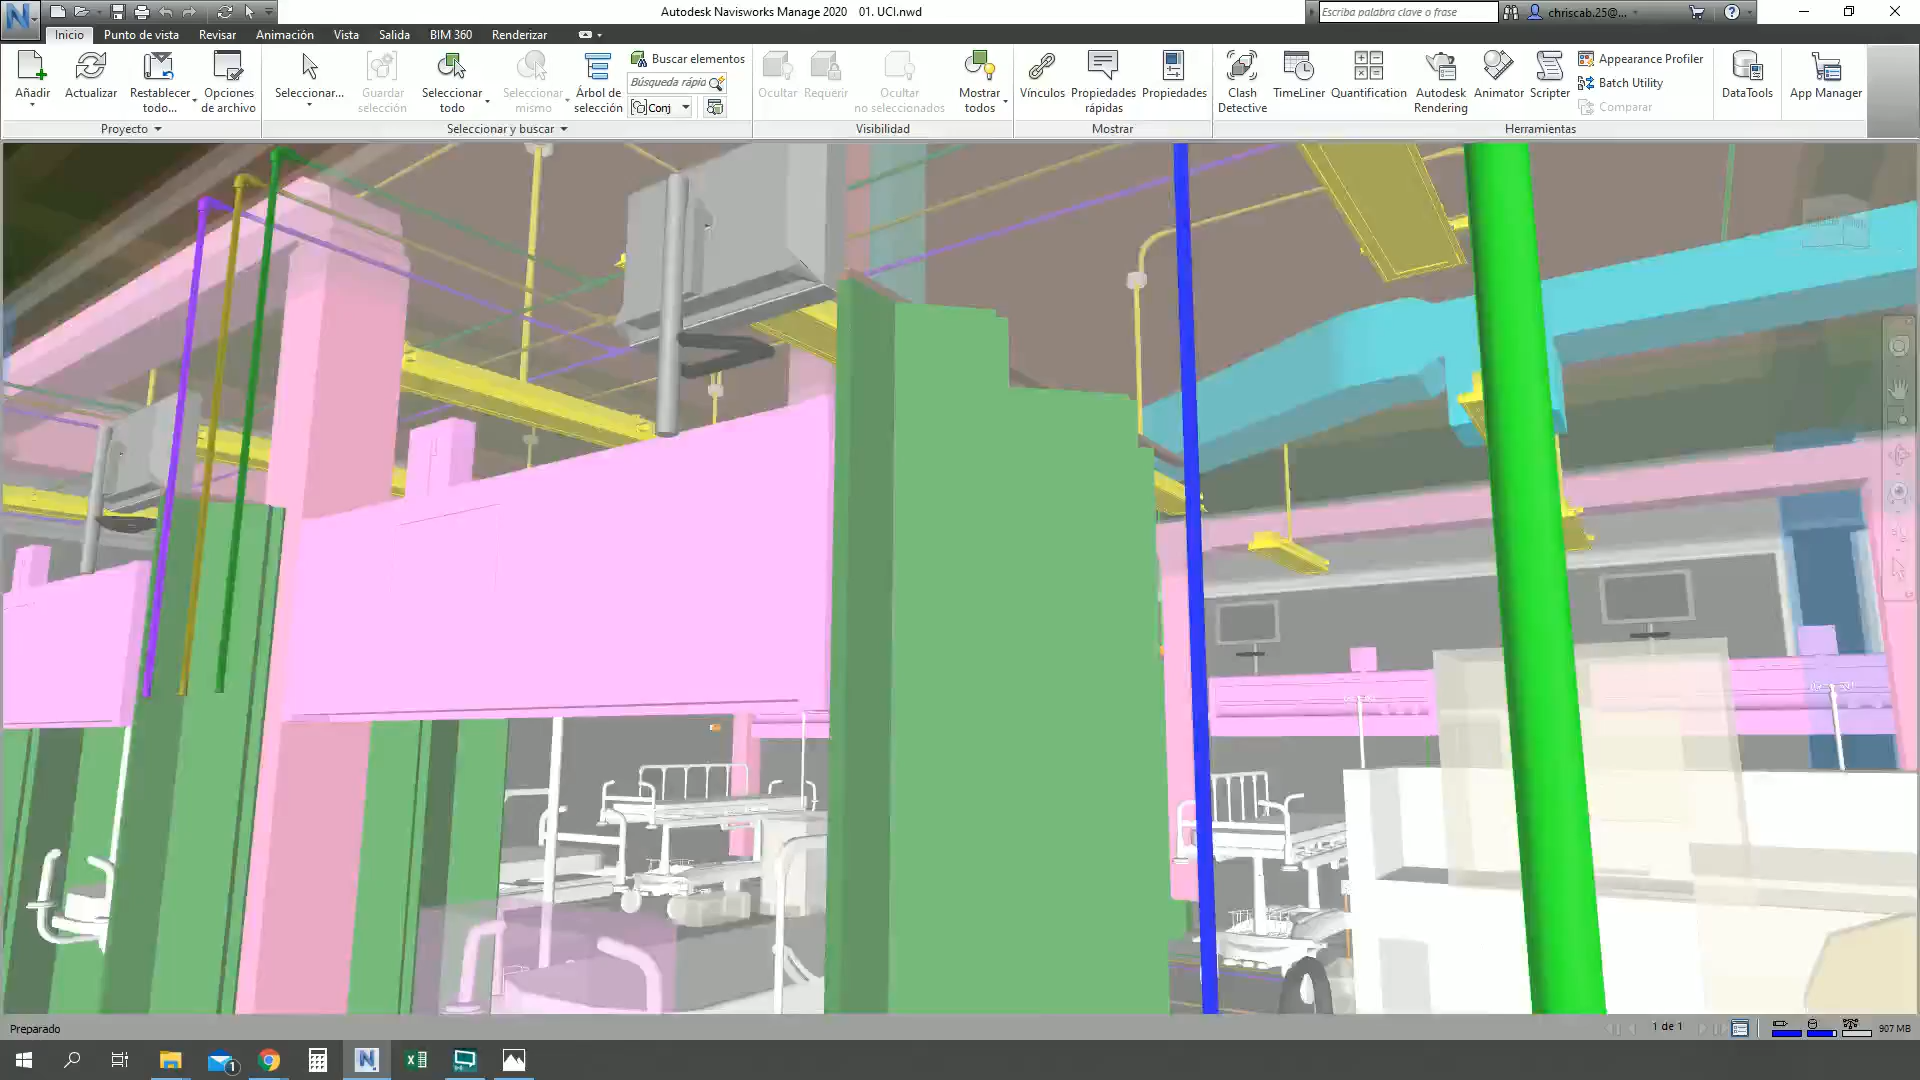 Autodesk Navisworks Manage 2020 01. UCI.nwd
Escriba palabra clave o frase
chriscab.25@...
Inicio Punto de vista Revisar Animación Vista Salida BIM 360 Renderizar
Añadir
Actualizar
Restablecer todo...
Opciones de archivo
Seleccionar...
Guardar selección
Seleccionar todo
Seleccionar mismo
Árbol de selección
Buscar elementos
Búsqueda rápid
Conj
Ocultar
Requerir
Ocultar no seleccionados
Mostrar todos
Vínculos
Propiedades rápidas
Propiedades
Clash Detective
TimeLiner
Quantification
Autodesk Rendering
Animator
Scripter
Appearance Profiler
Batch Utility
Comparar
DataTools
App Manager
Proyecto
Seleccionar y buscar
Visibilidad
Mostrar
Herramientas
Preparado
1 de 1
907 MB
1